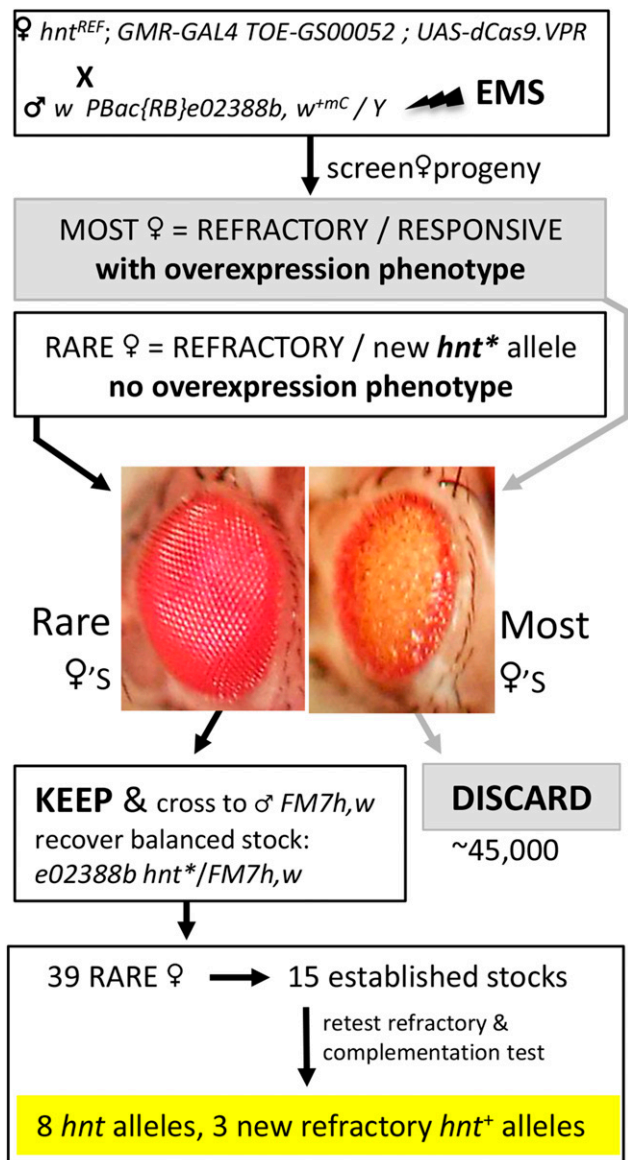 ♀ hntREF; GMR-GAL4 TOE-GS00052 ; UAS-dCas9.VPR
X
♂ w PBac{RB}e02388b, w+mC / Y EMS
screen♀progeny
MOST ♀ = REFRACTORY / RESPONSIVE
with overexpression phenotype
RARE ♀ = REFRACTORY / new hnt* allele
no overexpression phenotype
Rare
♀'s
Most
♀'s
KEEP & cross to ♂ FM7h,w
recover balanced stock:
e02388b hnt*/FM7h,w
DISCARD
~45,000
39 RARE ♀ → 15 established stocks
retest refractory &
complementation test
8 hnt alleles, 3 new refractory hnt+ alleles